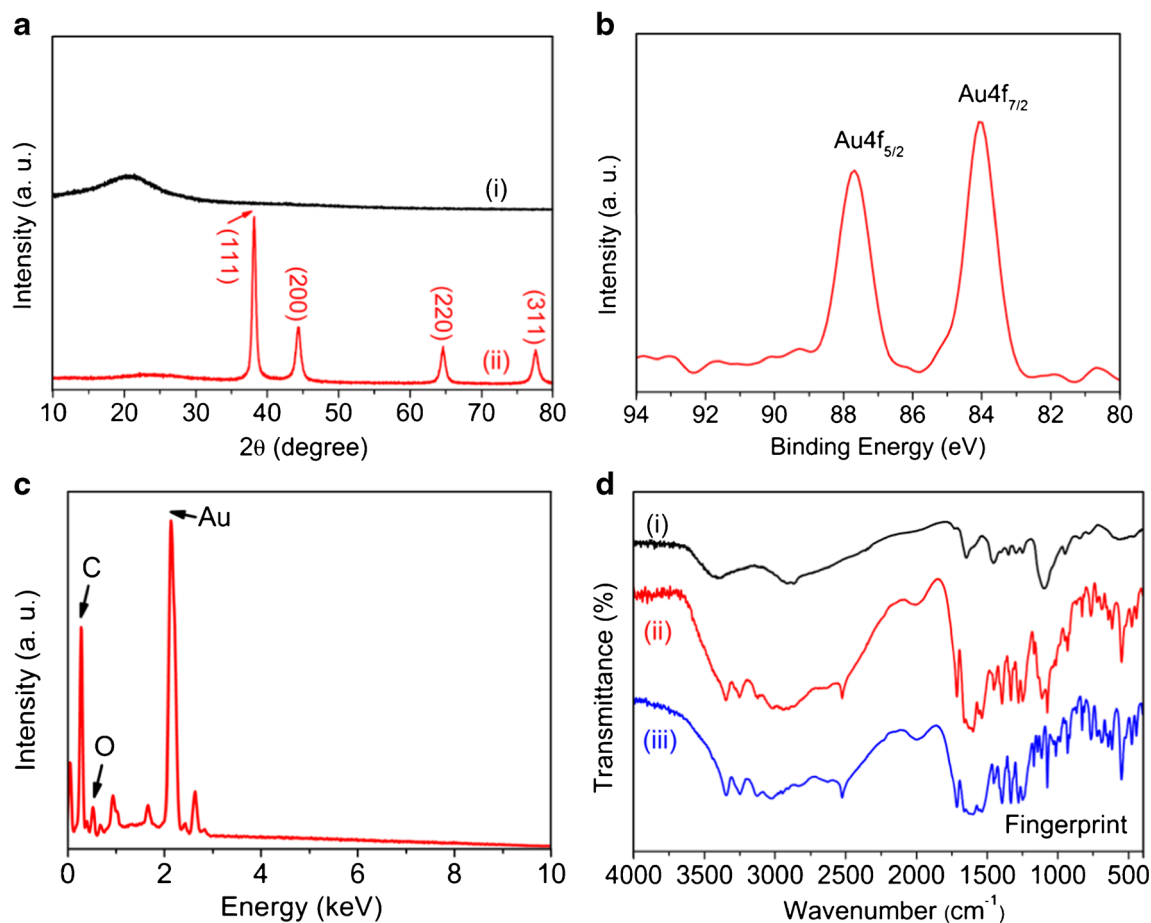 a
Intensity (a. u.)
(i)
(111)
(200)
(220)
(311)
(ii)
10 20 30 40 50 60 70 80
2θ (degree)
b
Intensity (a. u.)
Au4f7/2
Au4f5/2
94 92 90 88 86 84 82 80
Binding Energy (eV)
c
Intensity (a. u.)
Au
C
O
0 2 4 6 8 10
Energy (keV)
d
Transmittance (%)
(i)
(ii)
(iii)
Fingerprint
4000 3500 3000 2500 2000 1500 1000 500
Wavenumber (cm-1)